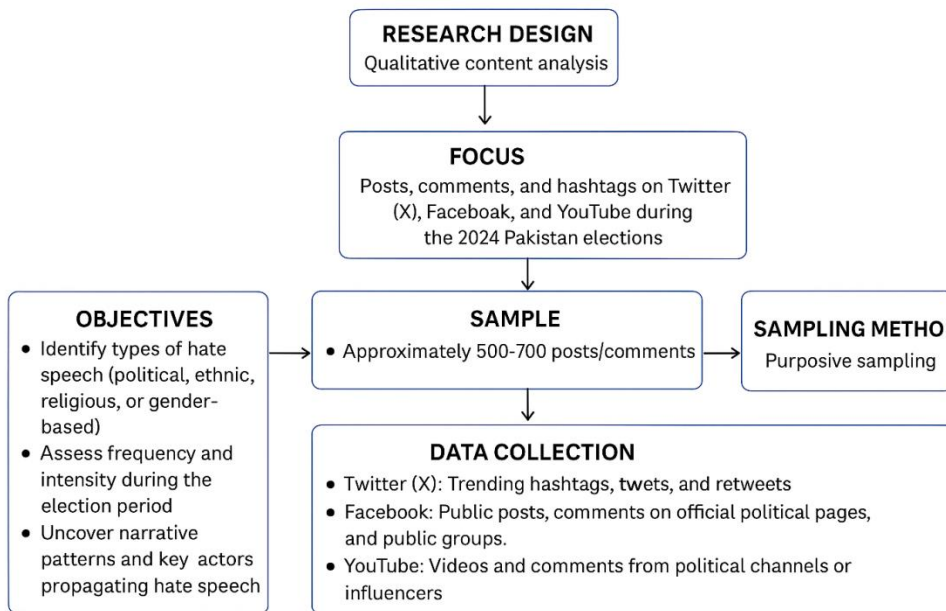 RESEARCH DESIGN
Qualitative content analysis
FOCUS
Posts, comments, and hashtags on Twitter
(X), Faceboak, and YouTube during
the 2024 Pakistan elections
OBJECTIVES
• Identify types of hate
speech (political, ethnic,
religious, or gender-
based)
• Assess frequency and
intensity during the
election period
• Uncover narrative
patterns and key actors
propagating hate speech
SAMPLE
• Approximately 500-700 posts/comments
SAMPLING METHO
Purposive sampling
DATA COLLECTION
• Twitter (X): Trending hashtags, twets, and retweets
• Facebook: Public posts, comments on official political pages,
and public groups.
• YouTube: Videos and comments from political channels or
influencers